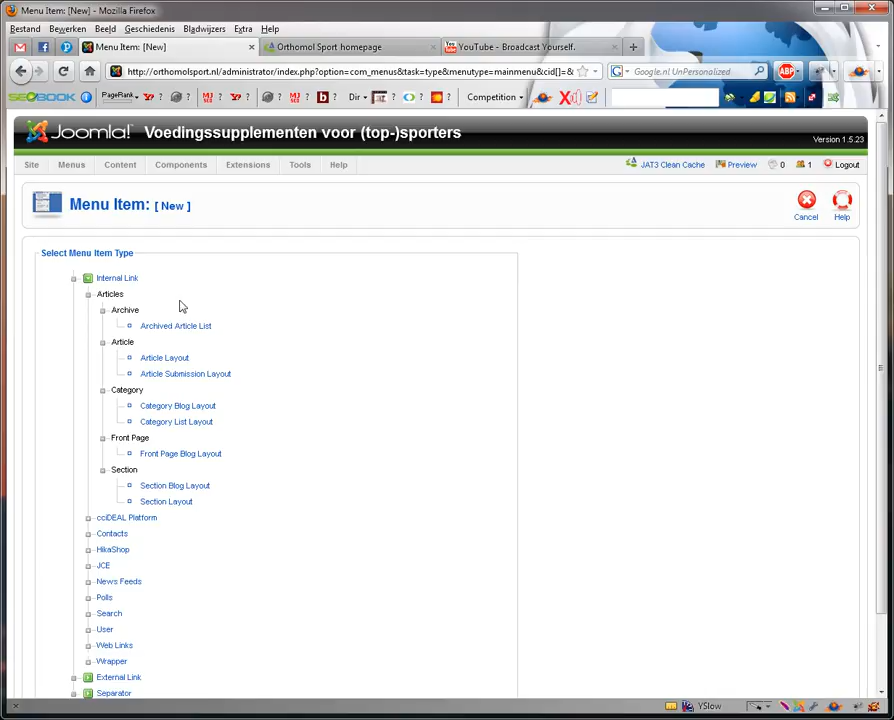 Menu Item: [New] - Mozilla Firefox
Bestand Bewerken Beeld Geschiedenis Bladwijzers Extra Help
Menu Item: [New] Orthomol Sport homepage YouTube - Broadcast Yourself.
http://orthomolsport.nl/administrator/index.php?option=com_menus&task=type&menutype=mainmenu&cid[]=& Google.nl UnPersonalized ABP
SEOBOOK PageRank ? ? ? ? ? ? Dir ? ? Competition
Joomla! Voedingssupplementen voor (top-)sporters
Version 1.5.23
Site Menus Content Components Extensions Tools Help JAT3 Clean Cache Preview 0 1 Logout
Menu Item: [ New ]
Cancel Help
Select Menu Item Type
Internal Link
Articles
Archive
Archived Article List
Article
Article Layout
Article Submission Layout
Category
Category Blog Layout
Category List Layout
Front Page
Front Page Blog Layout
Section
Section Blog Layout
Section Layout
cciDEAL Platform
Contacts
HikaShop
JCE
News Feeds
Polls
Search
User
Web Links
Wrapper
External Link
Separator
YSlow